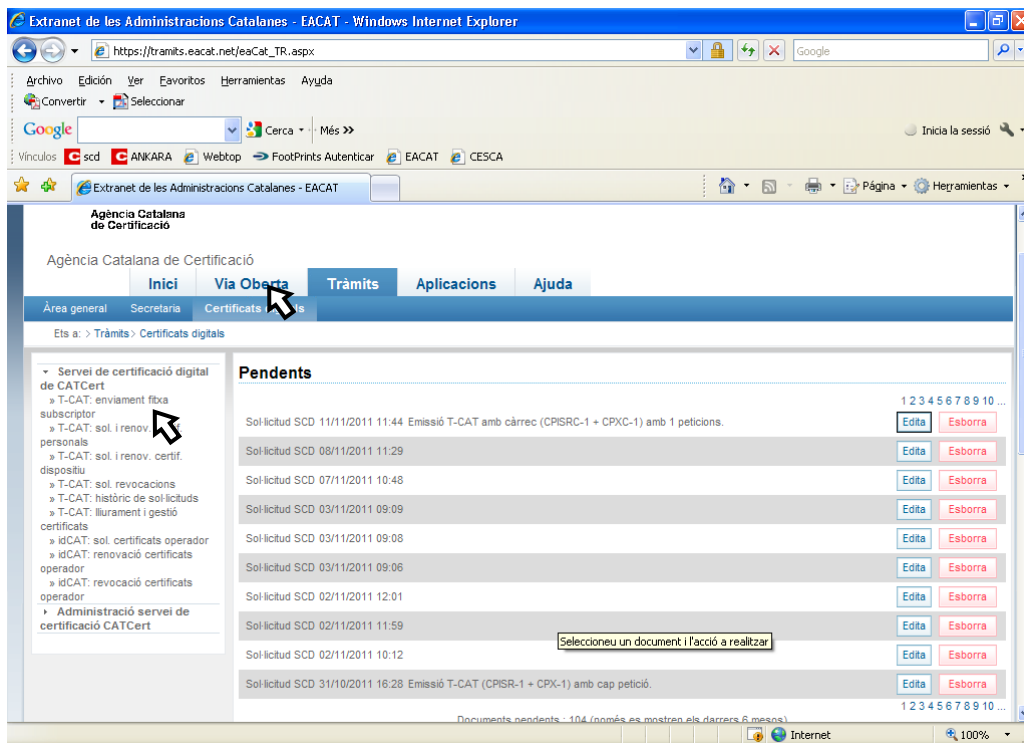 Extranet de les Administracions Catalanes - EACAT - Windows Internet Explorer
https://tramits.eacat.net/eaCat_TR.aspx
Google
Archivo Edición Ver Favoritos Herramientas Ayuda
Convertir Seleccionar
Google Cerca Més >> Inicia la sessió
Vínculos scd ANKARA Webtop FootPrints Autenticar EACAT CESCA
Extranet de les Administracions Catalanes - EACAT Página Herramientas
Agència Catalana
de Certificació
Agència Catalana de Certificació
Inici Via Oberta Tràmits Aplicacions Ajuda
Àrea general Secretaria Certificats digitals
Ets a: > Tràmits > Certificats digitals
Servei de certificació digital
de CATCert
» T-CAT: enviament fitxa
subscriptor
» T-CAT: sol. i renov.
personals
» T-CAT: sol. i renov. certif.
dispositiu
» T-CAT: sol. revocacions
» T-CAT: històric de sol·licituds
» T-CAT: lliurament i gestió
certificats
» idCAT: sol. certificats operador
» idCAT: renovació certificats
operador
» idCAT: revocació certificats
operador
Administració servei de
certificació CATCert
Pendents
1 2 3 4 5 6 7 8 9 10 ...
Sol·licitud SCD 11/11/2011 11:44 Emissió T-CAT amb càrrec (CPISRC-1 + CPXC-1) amb 1 peticions. Edita Esborra
Sol·licitud SCD 08/11/2011 11:29 Edita Esborra
Sol·licitud SCD 07/11/2011 10:48 Edita Esborra
Sol·licitud SCD 03/11/2011 09:09 Edita Esborra
Sol·licitud SCD 03/11/2011 09:08 Edita Esborra
Sol·licitud SCD 03/11/2011 09:06 Edita Esborra
Sol·licitud SCD 02/11/2011 12:01 Edita Esborra
Sol·licitud SCD 02/11/2011 11:59 Edita Esborra
Seleccioneu un document i l'acció a realitzar
Sol·licitud SCD 02/11/2011 10:12 Edita Esborra
Sol·licitud SCD 31/10/2011 16:28 Emissió T-CAT (CPISR-1 + CPX-1) amb cap petició. Edita Esborra
1 2 3 4 5 6 7 8 9 10 ...
Documents pendents : 104 (només es mostren els darrers 6 mesos)
Internet 100%